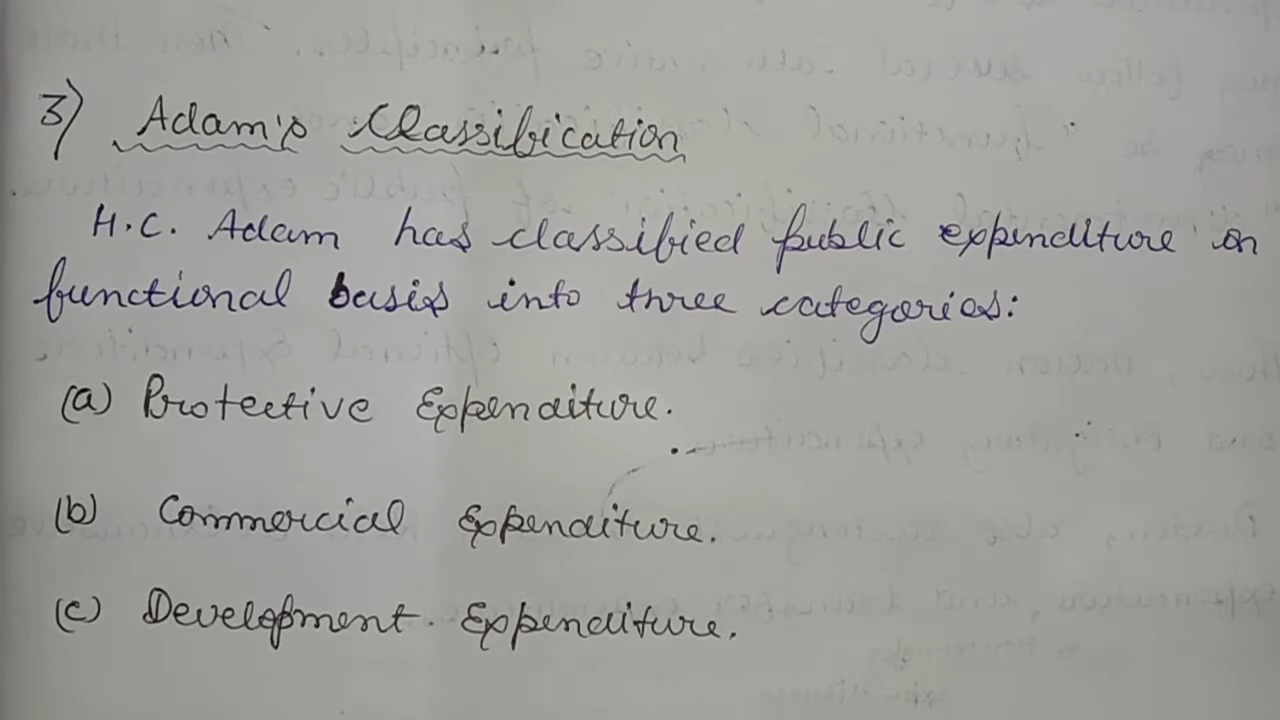 3) Adam's Classification
H.C. Adam has classified public expenditure on
functional basis into three categories:
(a) Protective Expenditure.
(b) Commercial Expenditure.
(c) Development Expenditure.